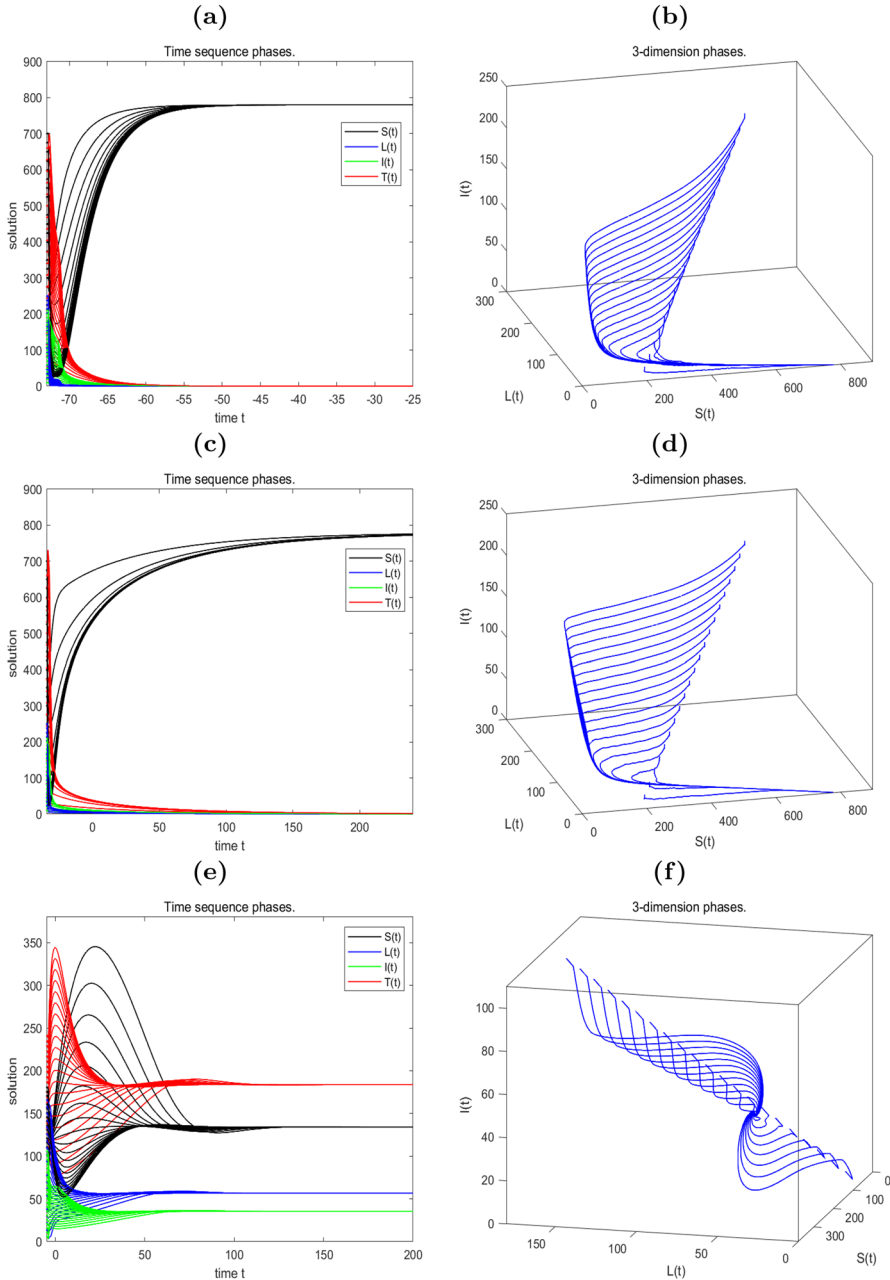 (a)
Time sequence phases.
900
800
700
600
500
400
300
200
100
0
solution
-70 -65 -60 -55 -50 -45 -40 -35 -30 -25
time t
S(t)
L(t)
I(t)
T(t)
(b)
3-dimension phases.
250
200
150
100
50
0
I(t)
300
200
100
0
L(t)
0 200 400 600 800
S(t)
(c)
Time sequence phases.
900
800
700
600
500
400
300
200
100
0
solution
0 50 100 150 200
time t
S(t)
L(t)
I(t)
T(t)
(d)
3-dimension phases.
250
200
150
100
50
0
I(t)
300
200
100
0
L(t)
0 200 400 600 800
S(t)
(e)
Time sequence phases.
350
300
250
200
150
100
50
0
solution
0 50 100 150 200
time t
S(t)
L(t)
I(t)
T(t)
(f)
3-dimension phases.
100
80
60
40
20
0
I(t)
150 100 50 0
L(t)
0
100
200
300
S(t)